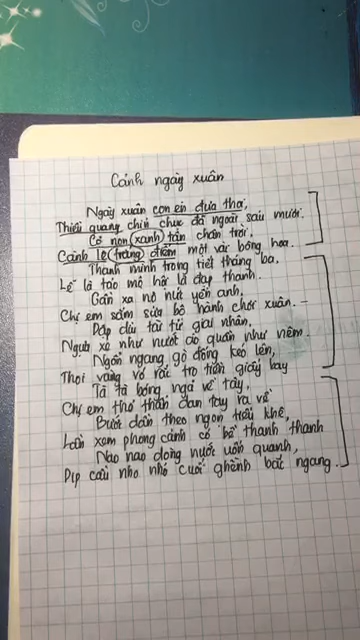 Cảnh ngày xuân
Ngày xuân con én đưa thoi,
Thiều quang chín chục đã ngoài sáu mươi.
Cỏ non xanh tận chân trời,
Cành lê trắng điểm một vài bông hoa.
Thanh minh trong tiết tháng ba,
Lễ là tảo mộ hội là đạp thanh.
Gần xa nô nức yến anh,
Chị em sắm sửa bộ hành chơi xuân.
Dập dìu tài tử giai nhân,
Ngựa xe như nước áo quần như nêm.
Ngổn ngang gò đống kéo lên,
Thoi vàng vó rắc tro tiền giấy bay
Tà tà bóng ngả về tây,
Chị em thơ thẩn dan tay ra về
Bước dần theo ngọn tiểu khê,
Lần xem phong cảnh có bề thanh thanh
Nao nao dòng nước uốn quanh,
Dịp cầu nho nhỏ cuối ghềnh bắc ngang.